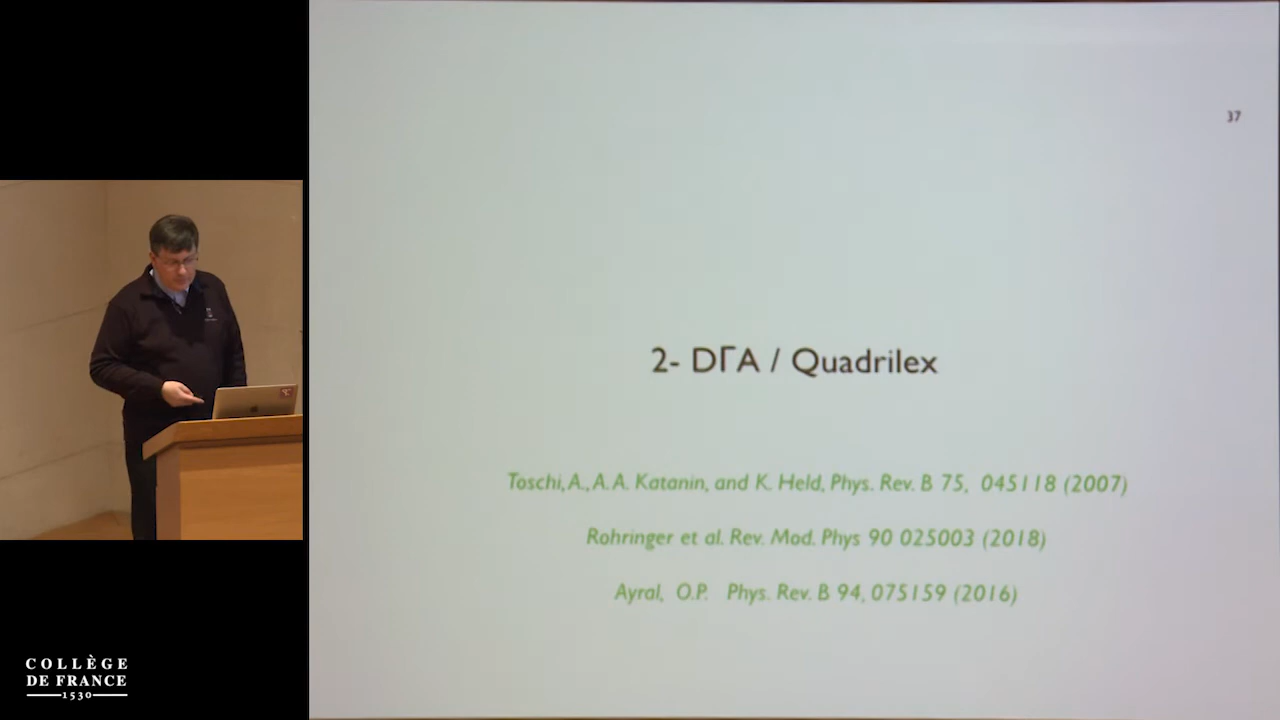 37
2- DΓA / Quadrilex
Toschi, A., A. A. Katanin, and K. Held, Phys. Rev. B 75, 045118 (2007)
Rohringer et al. Rev. Mod. Phys 90 025003 (2018)
Ayral, O.P. Phys. Rev. B 94, 075159 (2016)
COLLÈGE
DE FRANCE
1530